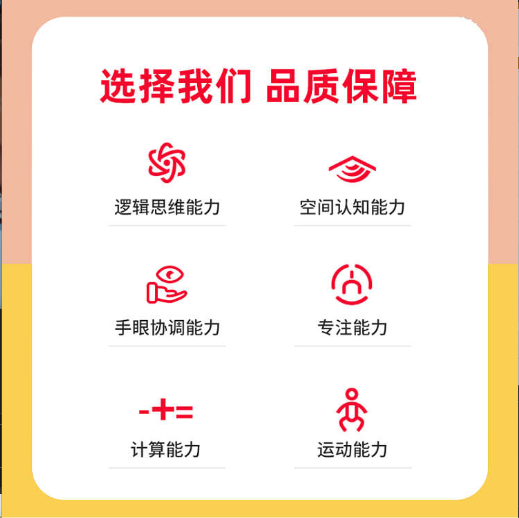 选择我们 品质保障
逻辑思维能力
空间认知能力
手眼协调能力
专注能力
-+=
计算能力
运动能力